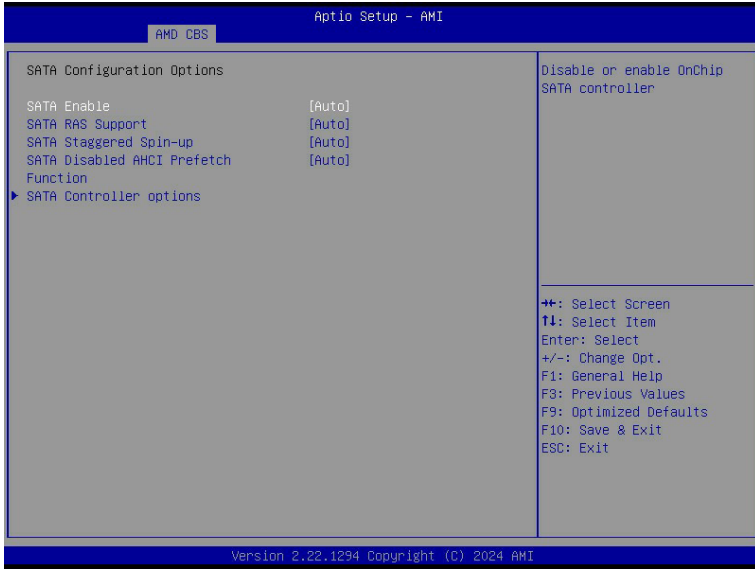 Aptio Setup - AMI
AMD CBS
SATA Configuration Options
SATA Enable [Auto]
SATA RAS Support [Auto]
SATA Staggered Spin-up [Auto]
SATA Disabled AHCI Prefetch [Auto]
Function
SATA Controller options
Disable or enable OnChip
SATA controller
→←: Select Screen
↑↓: Select Item
Enter: Select
+/-: Change Opt.
F1: General Help
F3: Previous Values
F9: Optimized Defaults
F10: Save & Exit
ESC: Exit
Version 2.22.1294 Copyright (C) 2024 AMI